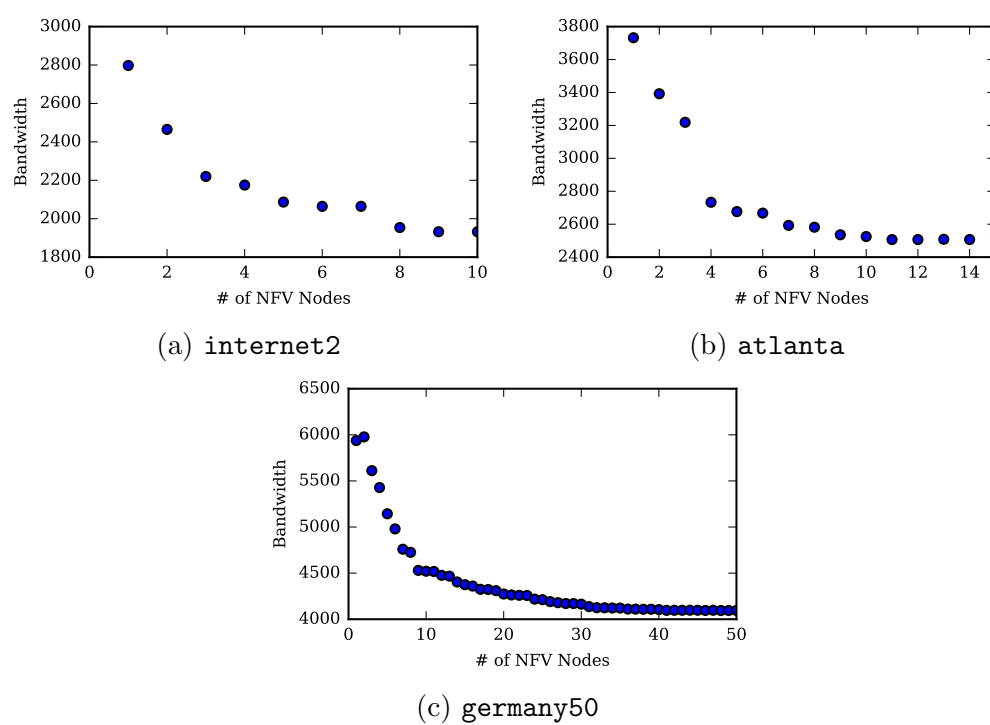 3000
2800
2600
2400
2200
2000
1800
Bandwidth
0 2 4 6 8 10
# of NFV Nodes
(a) internet2
3800
3600
3400
3200
3000
2800
2600
2400
Bandwidth
0 2 4 6 8 10 12 14
# of NFV Nodes
(b) atlanta
6500
6000
5500
5000
4500
4000
Bandwidth
0 10 20 30 40 50
# of NFV Nodes
(c) germany50